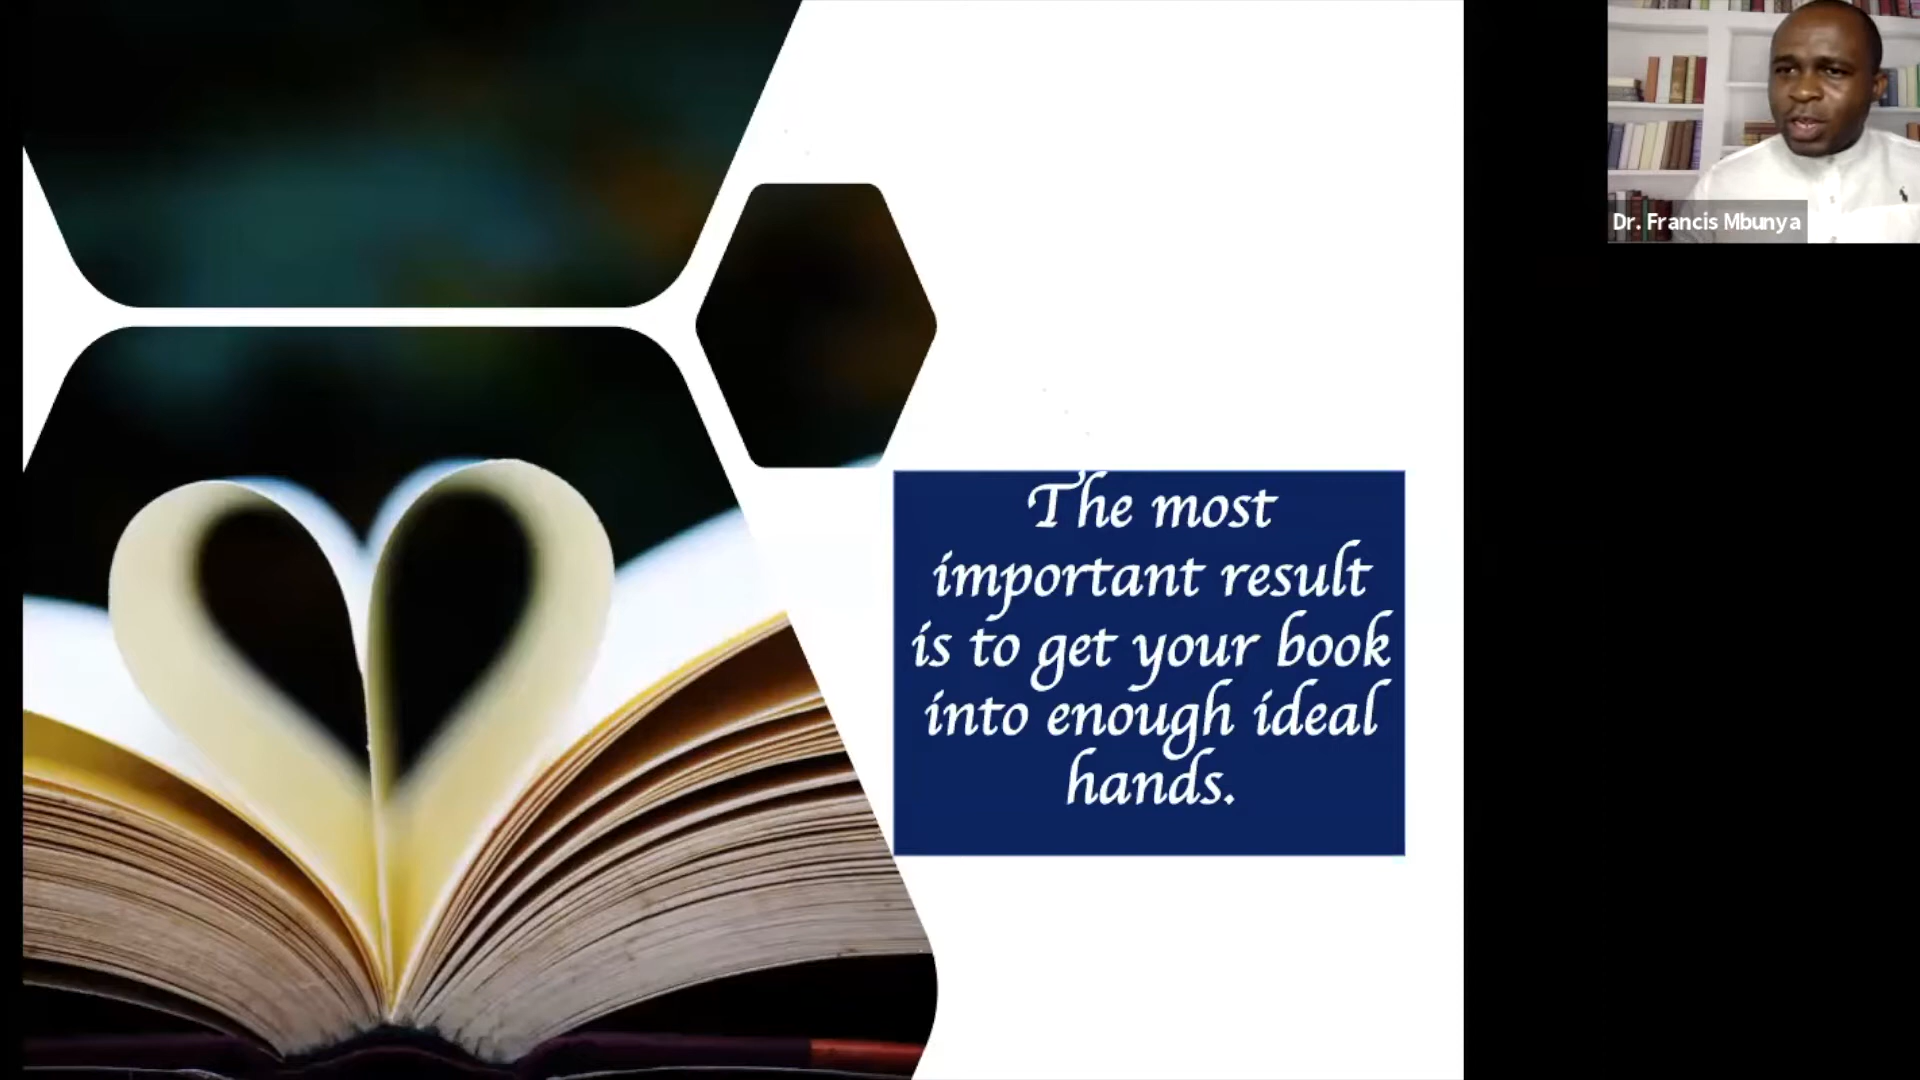 Dr. Francis Mbunya
The most
important result
is to get your book
into enough ideal
hands.